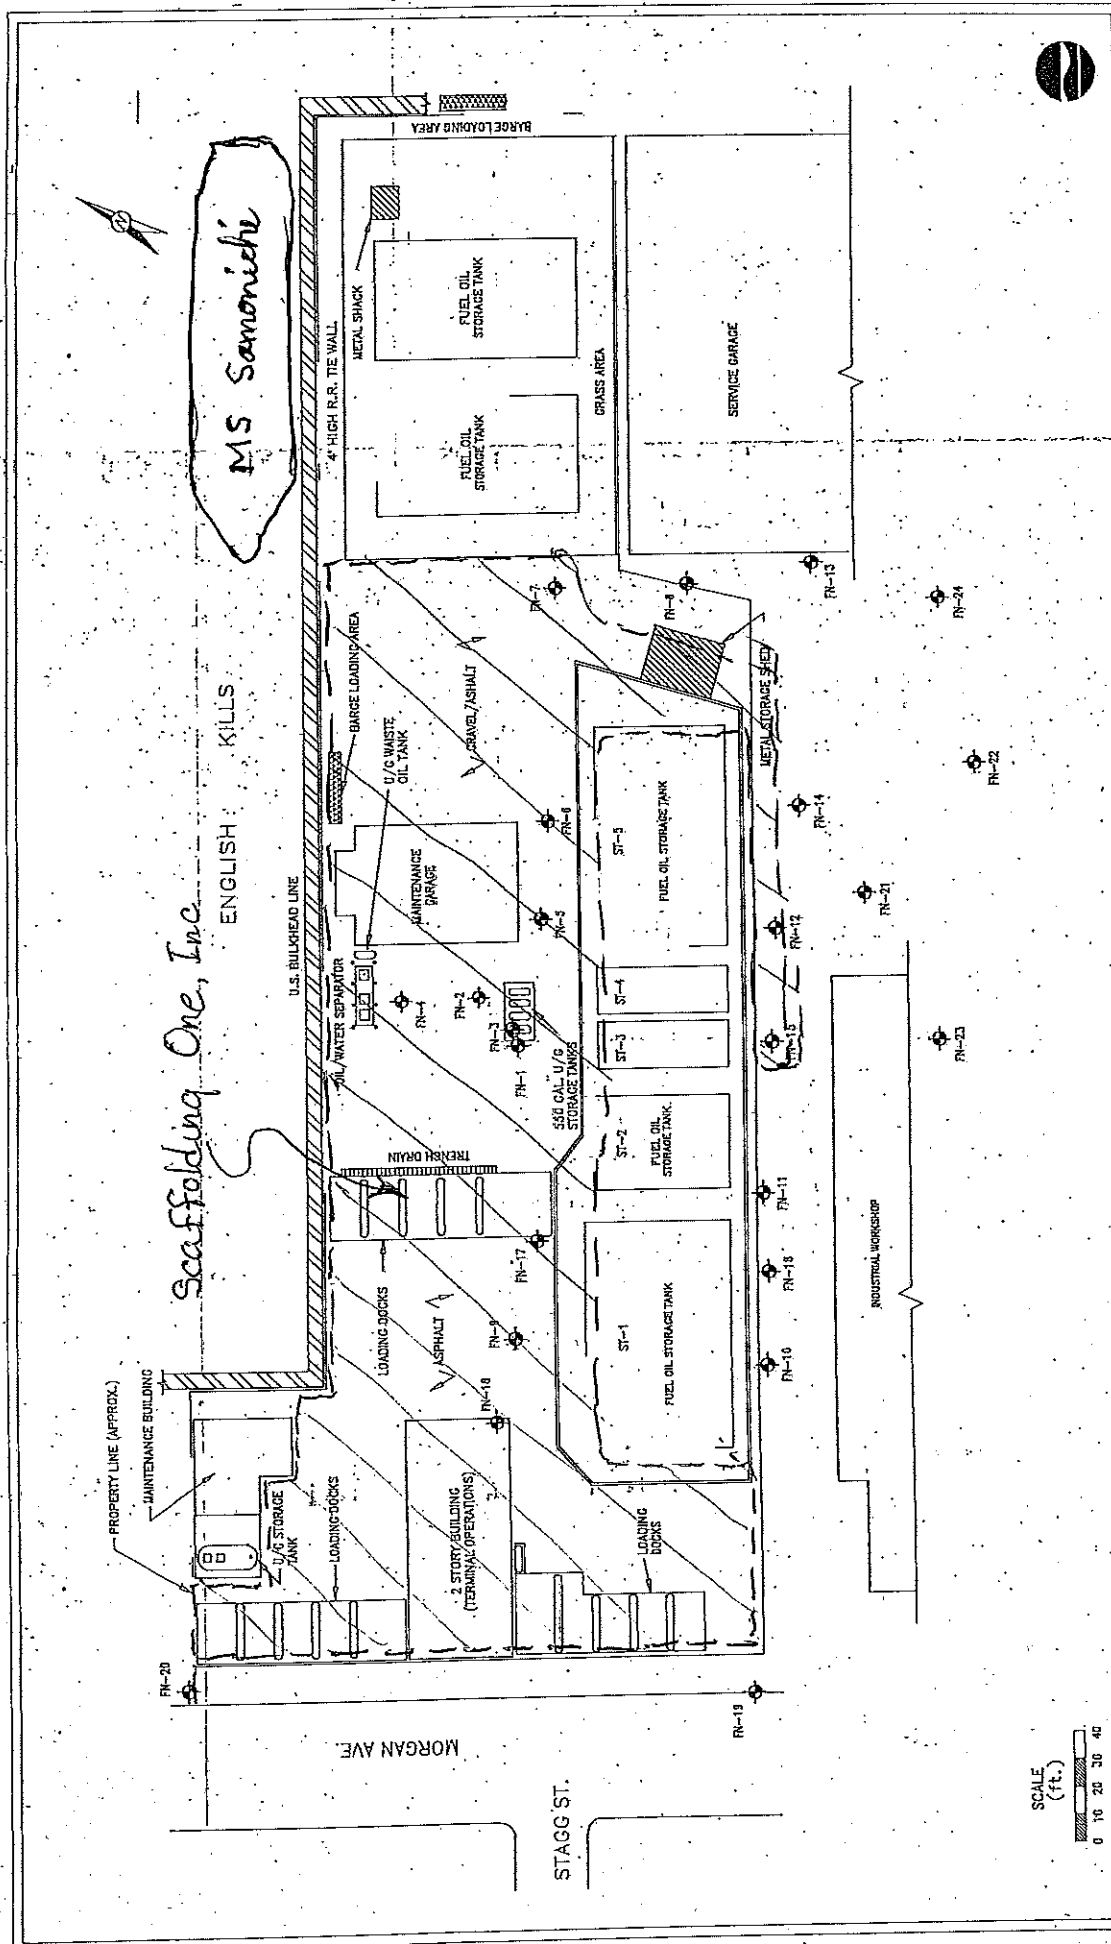 MS Samoniche
Scaffolding One, Inc
ENGLISH KILLS
N
U.S. BULKHEAD LINE
4' HIGH R.R. TIE WALL
BARGE LOADING AREA
METAL SHACK
FUEL OIL
STORAGE TANK
FUEL OIL
STORAGE TANK
GRASS AREA
SERVICE GARAGE
PROPERTY LINE (APPROX.)
MAINTENANCE BUILDING
U/G STORAGE
TANK
LOADING DOCKS
2 STORY BUILDING
(TERMINAL OPERATIONS)
LOADING
DOCKS
LOADING DOCKS
ASPHALT
TRENCH DRAIN
OIL/WATER SEPARATOR
MAINTENANCE
GARAGE
U/G WAISTE
OIL TANK
BARGE LOADING AREA
GRAVEL/ASHALT
550 GAL. U/G
STORAGE TANKS
METAL STORAGE SHED
ST-1
FUEL OIL STORAGE TANK
ST-2
FUEL OIL
STORAGE TANK
ST-3
ST-4
ST-5
FUEL OIL STORAGE TANK
FN-20
FN-19
FN-18
FN-9
FN-17
FN-1
FN-3
FN-2
FN-4
FN-5
FN-6
FN-7
FN-8
FN-13
FN-24
FN-10
FN-11
FN-15
FN-12
FN-14
FN-21
FN-22
FN-23
INDUSTRIAL WORKSHOP
MORGAN AVE.
STAGG ST.
SCALE
(ft.)
0 10 20 30 40